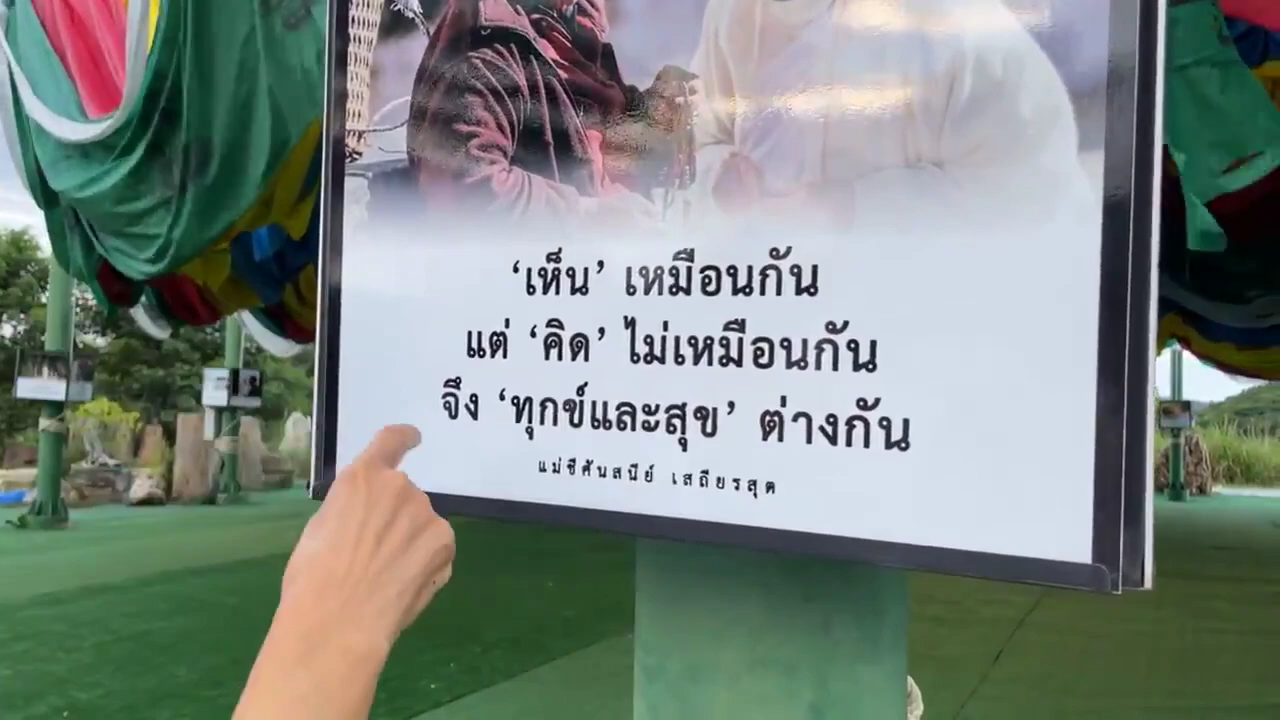 ‘เห็น’ เหมือนกัน
แต่ ‘คิด’ ไม่เหมือนกัน
จึง ‘ทุกข์และสุข’ ต่างกัน
แม่ชีศันสนีย์ เสถียรสุต